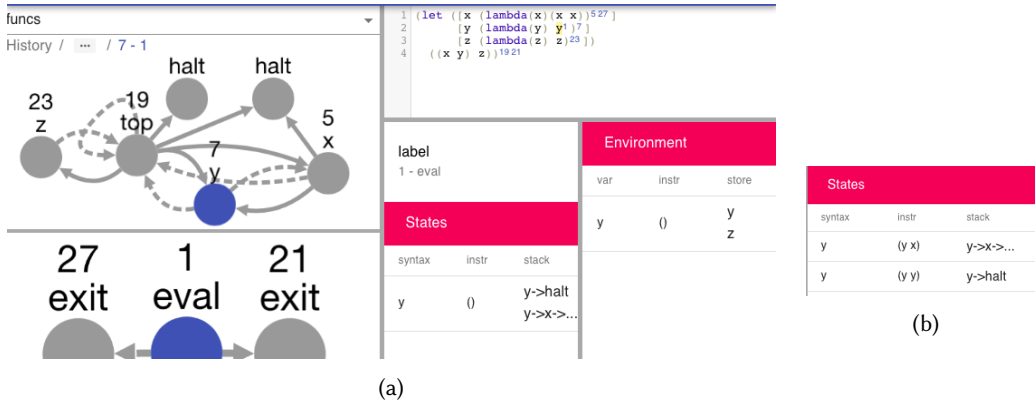 funcs
History / ··· / 7 - 1
halt
halt
23
z
19
top
5
x
7
y
27
exit
1
eval
21
exit
1 (let ([x (lambda(x)(x x))5 27 ]
2 [y (lambda(y) y1 )7 ]
3 [z (lambda(z) z)23 ])
4 ((x y) z))19 21
label
1 - eval
States
syntax instr stack
y () y->halt
y->x->...
Environment
var instr store
y () y
z
(a)
States
syntax instr stack
y (y x) y->x->...
y (y y) y->halt
(b)